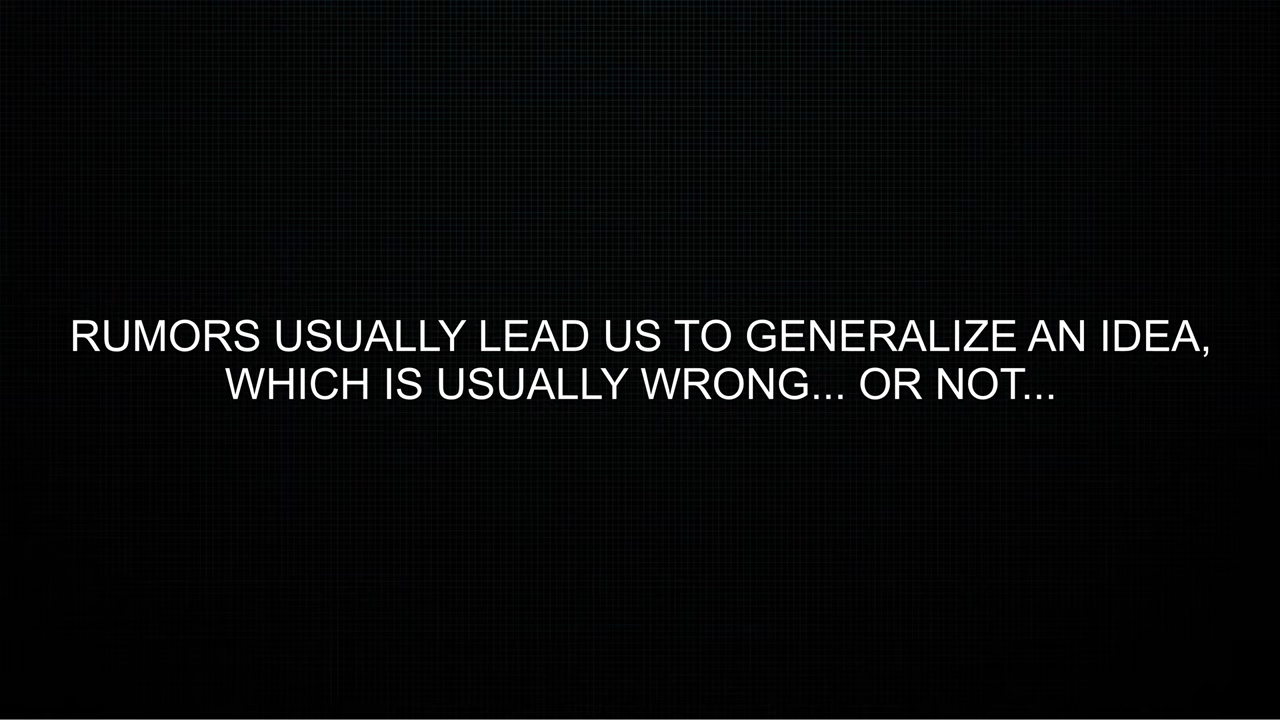 RUMORS USUALLY LEAD US TO GENERALIZE AN IDEA,
WHICH IS USUALLY WRONG... OR NOT...